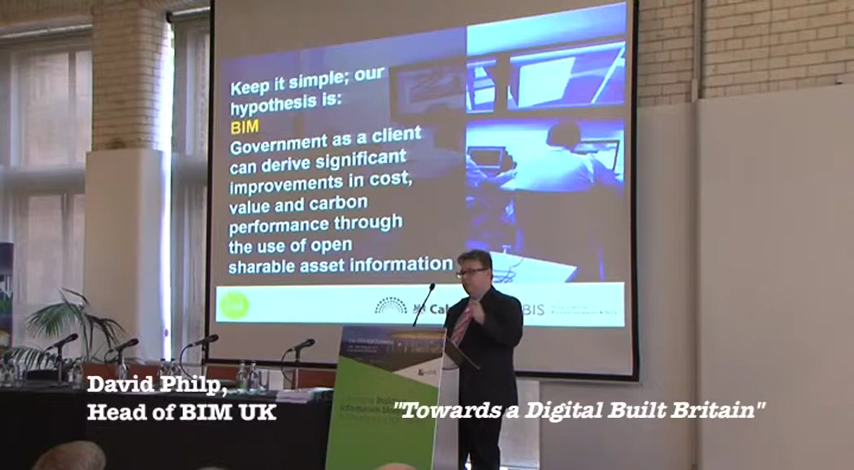 Keep it simple; our
hypothesis is:
BIM
Government as a client
can derive significant
improvements in cost,
value and carbon
performance through
the use of open
sharable asset information
BIS
David Philp,
Head of BIM UK
"Towards a Digital Built Britain"